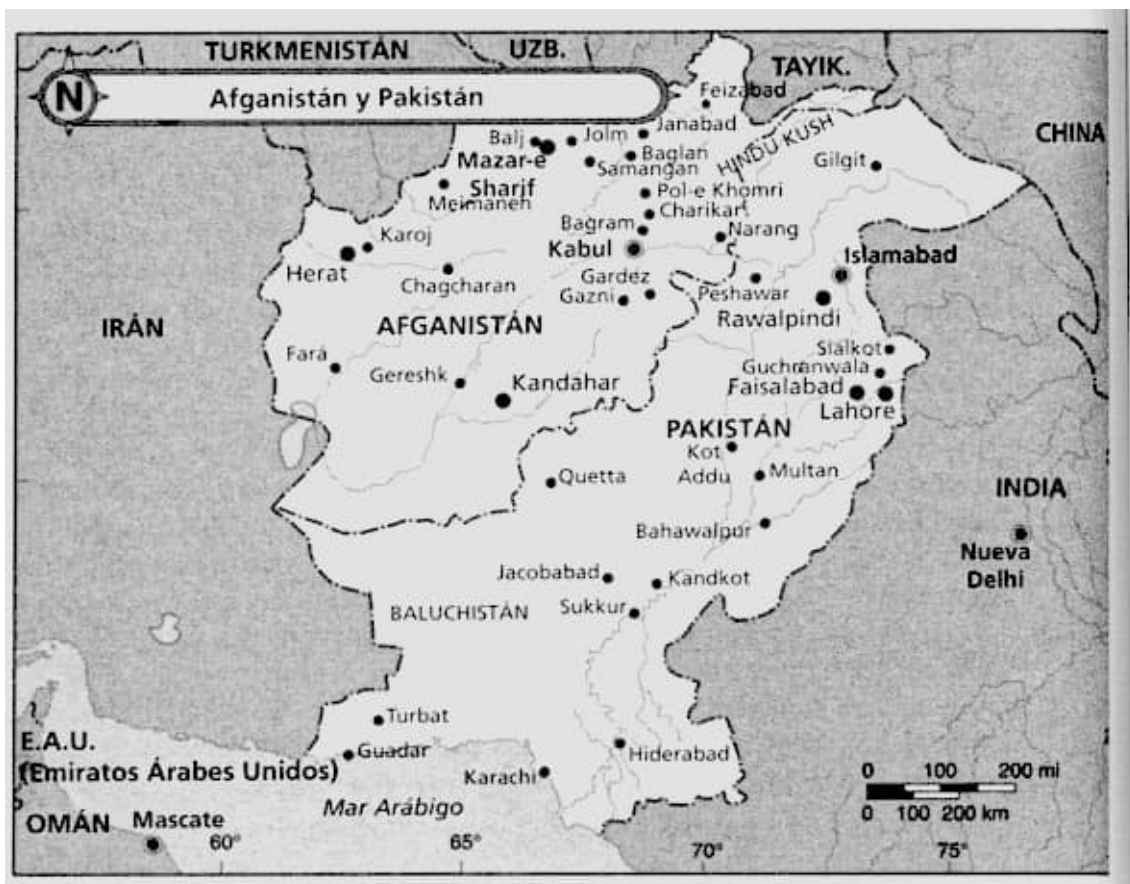 TURKMENISTÁN
UZB.
TAYIK.
N
Afganistán y Pakistán
Feizabad
CHINA
Balj
Jolm
Janabad
HINDU KUSH
Mazar-e
Sharif
Samangan
Baglan
Gilgit
Meimaneh
Pol-e Khomri
Charikar
Bagram
Narang
Karoj
Kabul
Islamabad
Herat
Chagcharan
Gardez
Gazni
Peshawar
Rawalpindi
IRÁN
AFGANISTÁN
Sialkot
Fará
Gereshk
Kandahar
Guchranwala
Faisalabad
Lahore
PAKISTÁN
Kot
Addu
Multan
Quetta
INDIA
Bahawalpur
Nueva
Delhi
Jacobabad
Kandkot
BALUCHISTÁN
Sukkur
Turbat
E.A.U.
(Emiratos Árabes Unidos)
Guadar
Hiderabad
Karachi
0 100 200 mi
0 100 200 km
Mar Arábigo
OMÁN
Mascate
60° 65° 70° 75°